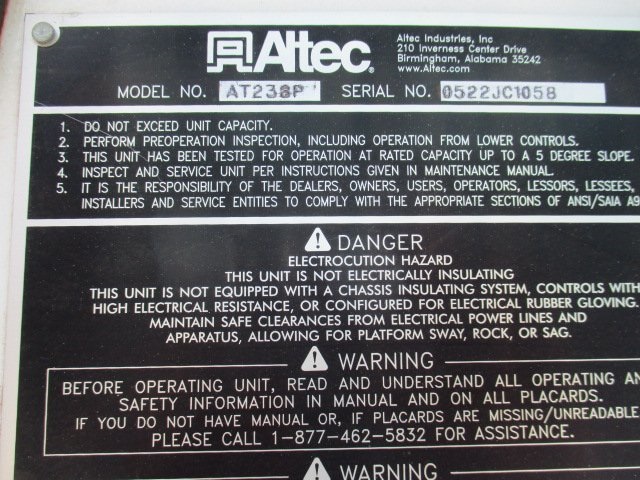 Altec
Altec Industries, Inc
210 Inverness Center Drive
Birmingham, Alabama 35242
www.Altec.com
MODEL NO. AT238P SERIAL NO. 0522JC1058
1. DO NOT EXCEED UNIT CAPACITY.
2. PERFORM PREOPERATION INSPECTION, INCLUDING OPERATION FROM LOWER CONTROLS.
3. THIS UNIT HAS BEEN TESTED FOR OPERATION AT RATED CAPACITY UP TO A 5 DEGREE SLOPE.
4. INSPECT AND SERVICE UNIT PER INSTRUCTIONS GIVEN IN MAINTENANCE MANUAL.
5. IT IS THE RESPONSIBILITY OF THE DEALERS, OWNERS, USERS, OPERATORS, LESSORS, LESSEES,
INSTALLERS AND SERVICE ENTITIES TO COMPLY WITH THE APPROPRIATE SECTIONS OF ANSI/SAIA A9
DANGER
ELECTROCUTION HAZARD
THIS UNIT IS NOT ELECTRICALLY INSULATING
THIS UNIT IS NOT EQUIPPED WITH A CHASSIS INSULATING SYSTEM, CONTROLS WITH
HIGH ELECTRICAL RESISTANCE, OR CONFIGURED FOR ELECTRICAL RUBBER GLOVING.
MAINTAIN SAFE CLEARANCES FROM ELECTRICAL POWER LINES AND
APPARATUS, ALLOWING FOR PLATFORM SWAY, ROCK, OR SAG.
WARNING
BEFORE OPERATING UNIT, READ AND UNDERSTAND ALL OPERATING AN
SAFETY INFORMATION IN MANUAL AND ON ALL PLACARDS.
IF YOU DO NOT HAVE MANUAL OR, IF PLACARDS ARE MISSING/UNREADABLE
PLEASE CALL 1-877-462-5832 FOR ASSISTANCE.
WARNING